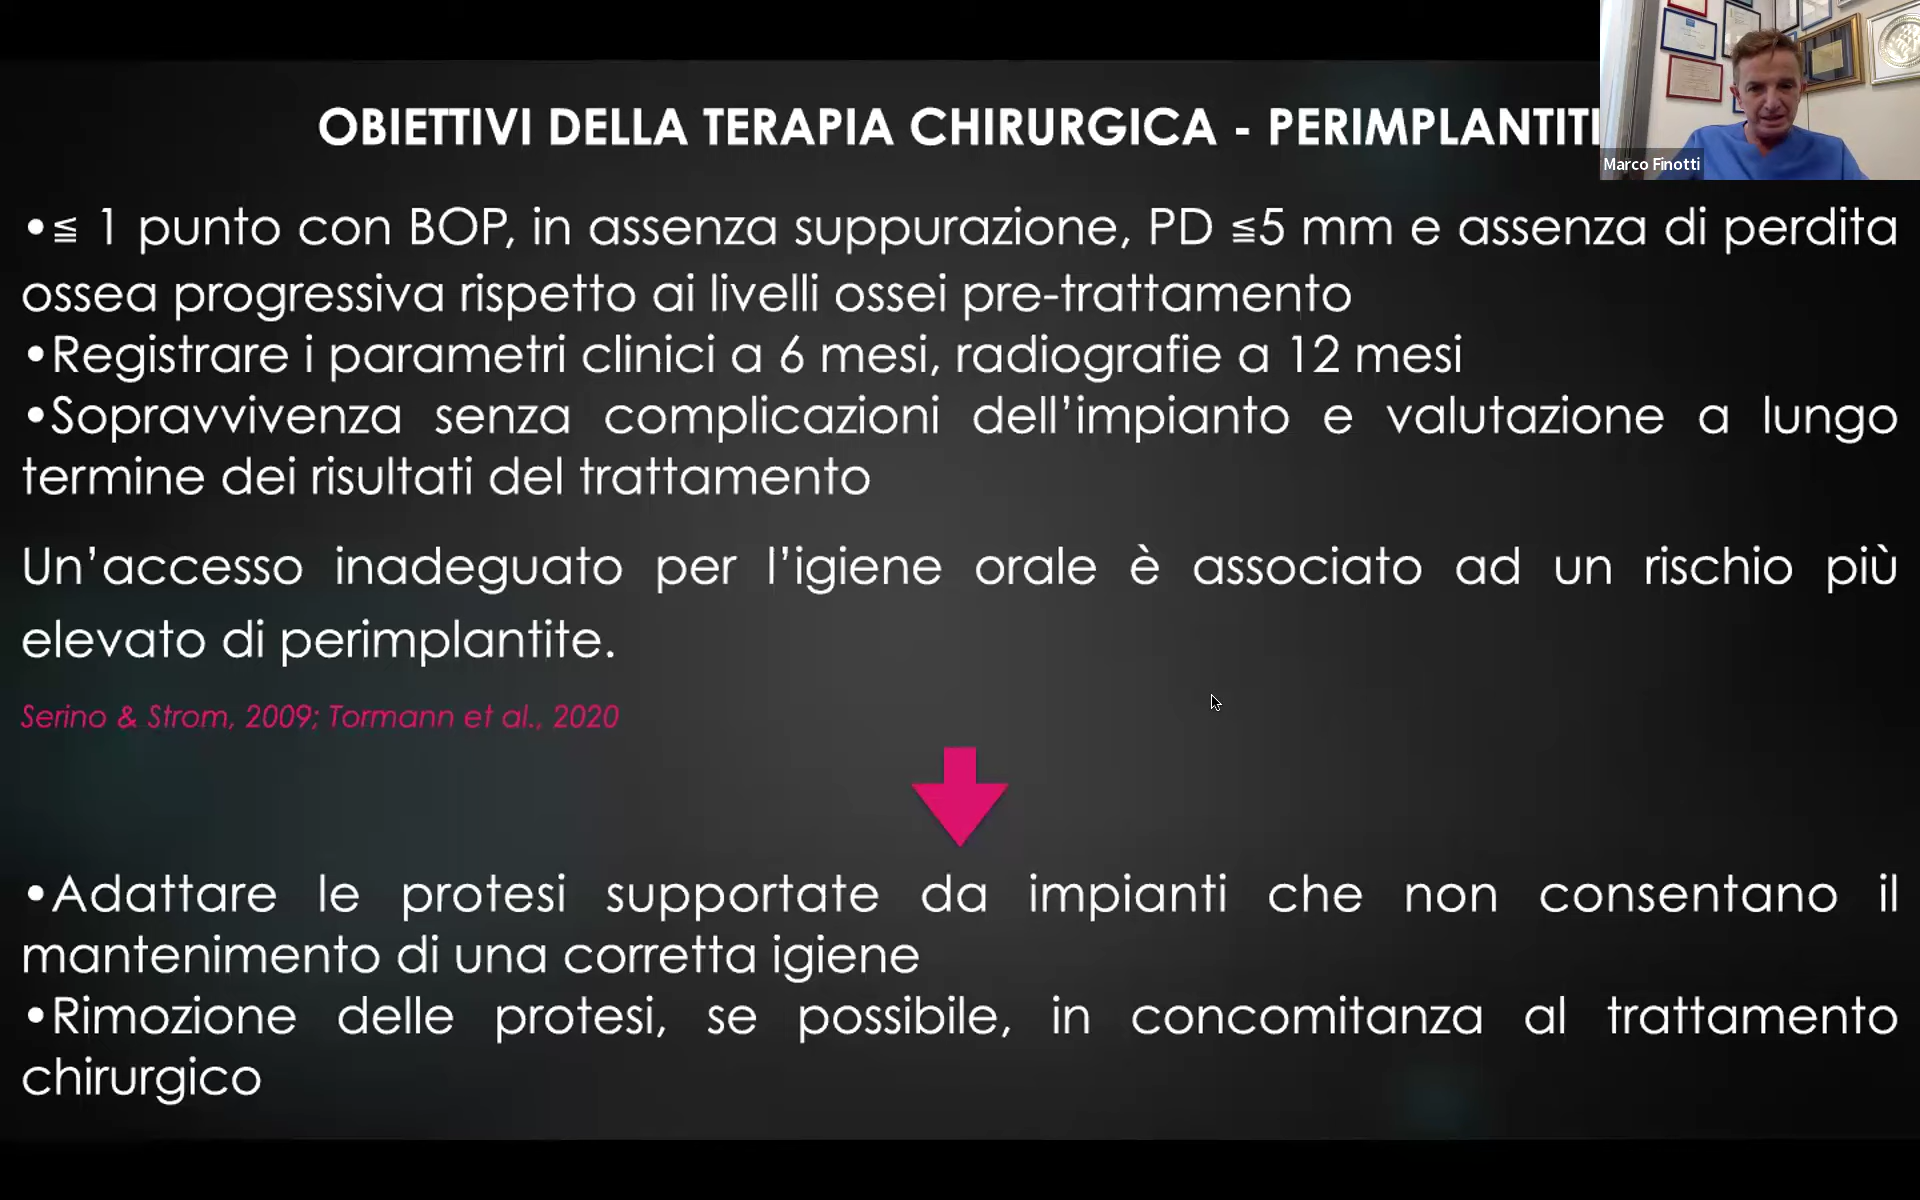 OBIETTIVI DELLA TERAPIA CHIRURGICA - PERIMPLANTITE
Marco Finotti
•≦ 1 punto con BOP, in assenza suppurazione, PD ≦5 mm e assenza di perdita
ossea progressiva rispetto ai livelli ossei pre-trattamento
•Registrare i parametri clinici a 6 mesi, radiografie a 12 mesi
•Sopravvivenza senza complicazioni dell’impianto e valutazione a lungo
termine dei risultati del trattamento
Un’accesso inadeguato per l’igiene orale è associato ad un rischio più
elevato di perimplantite.
Serino & Strom, 2009; Tormann et al., 2020
•Adattare le protesi supportate da impianti che non consentano il
mantenimento di una corretta igiene
•Rimozione delle protesi, se possibile, in concomitanza al trattamento
chirurgico